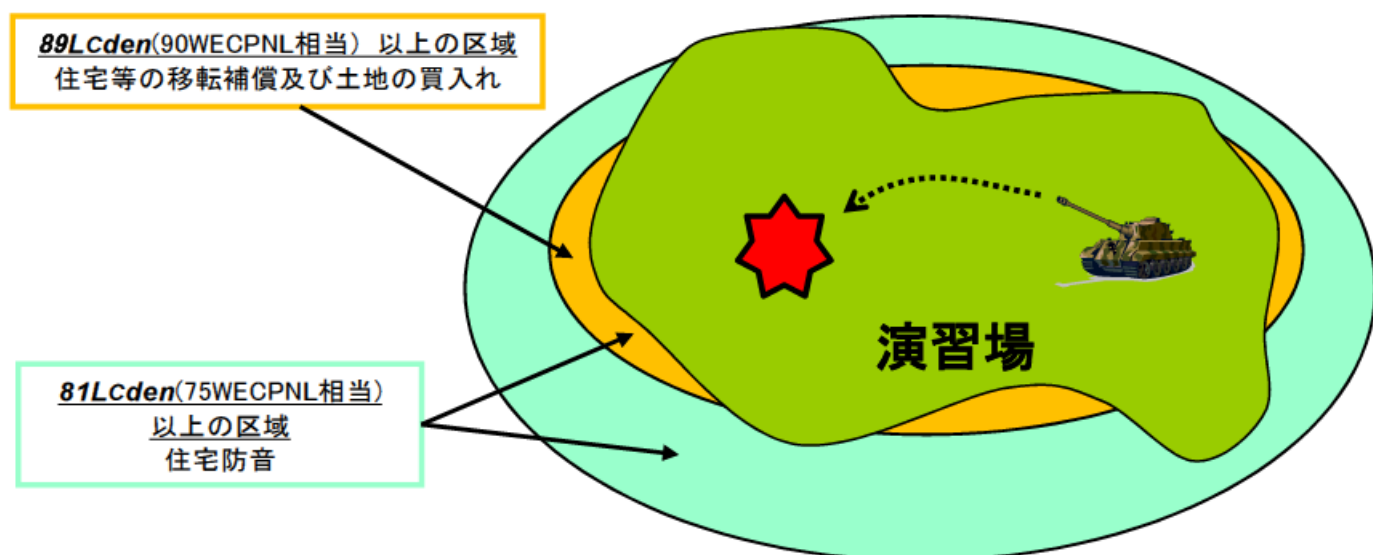 89LCden(90WECPNL相当) 以上の区域
住宅等の移転補償及び土地の買入れ
演習場
81LCden(75WECPNL相当)
以上の区域
住宅防音